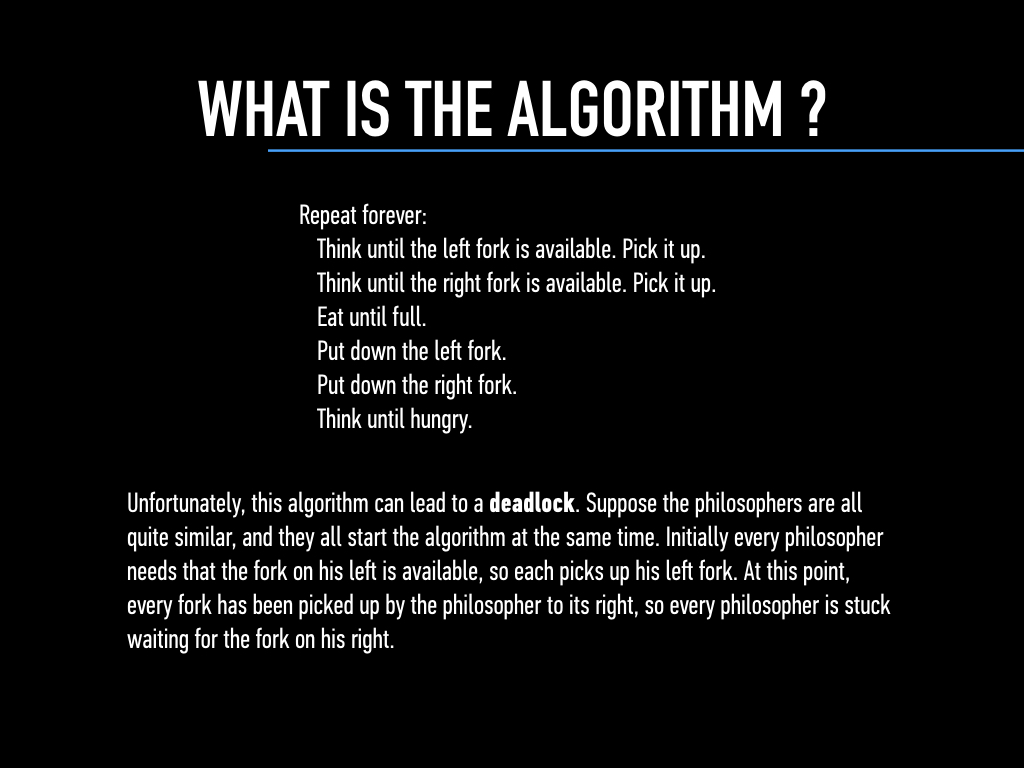 WHAT IS THE ALGORITHM ?
Repeat forever:
Think until the left fork is available. Pick it up.
Think until the right fork is available. Pick it up.
Eat until full.
Put down the left fork.
Put down the right fork.
Think until hungry.
Unfortunately, this algorithm can lead to a deadlock. Suppose the philosophers are all
quite similar, and they all start the algorithm at the same time. Initially every philosopher
needs that the fork on his left is available, so each picks up his left fork. At this point,
every fork has been picked up by the philosopher to its right, so every philosopher is stuck
waiting for the fork on his right.